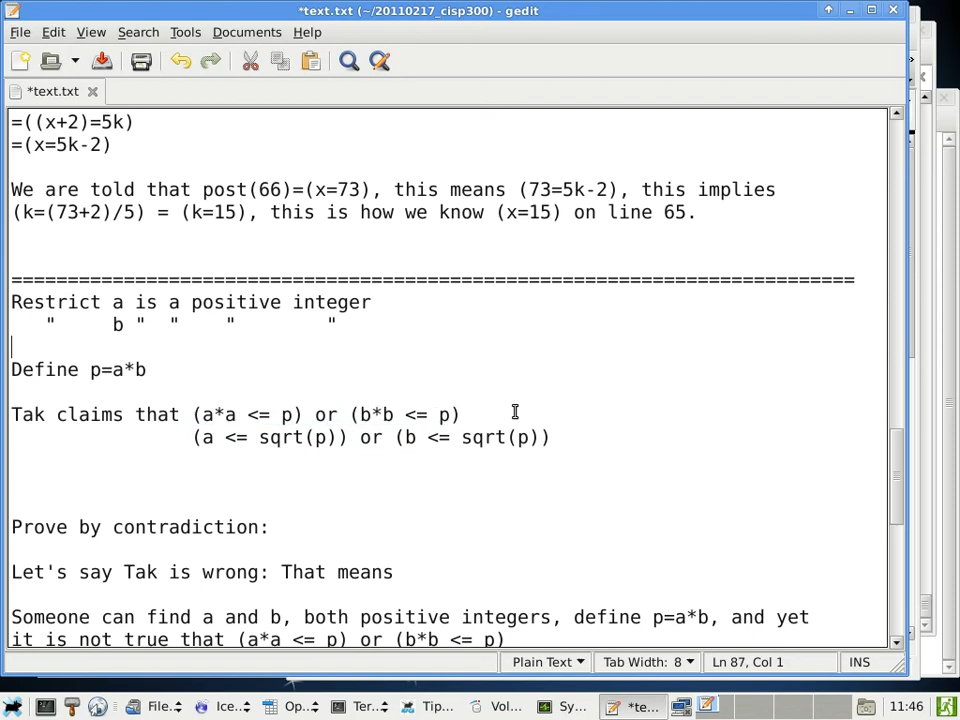 *text.txt (~/20110217_cisp300) - gedit
File Edit View Search Tools Documents Help
*text.txt
=((x+2)=5k)
=(x=5k-2)
We are told that post(66)=(x=73), this means (73=5k-2), this implies
(k=(73+2)/5) = (k=15), this is how we know (x=15) on line 65.
===========================================================================
Restrict a is a positive integer
" b " " " "
Define p=a*b
Tak claims that (a*a <= p) or (b*b <= p)
(a <= sqrt(p)) or (b <= sqrt(p))
Prove by contradiction:
Let's say Tak is wrong: That means
Someone can find a and b, both positive integers, define p=a*b, and yet
it is not true that (a*a <= p) or (b*b <= p)
Plain Text Tab Width: 8 Ln 87, Col 1 INS
File. Ice.. Op.. Ter.. Tip... Vol... Sy... *te... 11:46